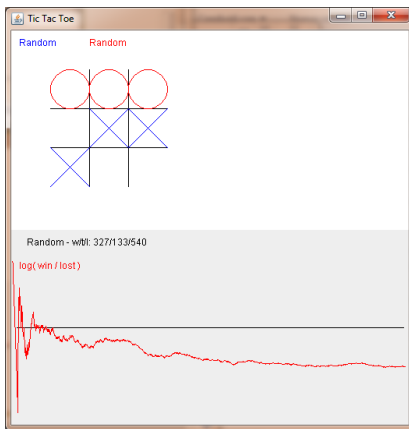 Tic Tac Toe
Random Random
Random - w/t/l: 327/133/540
log( win / lost )